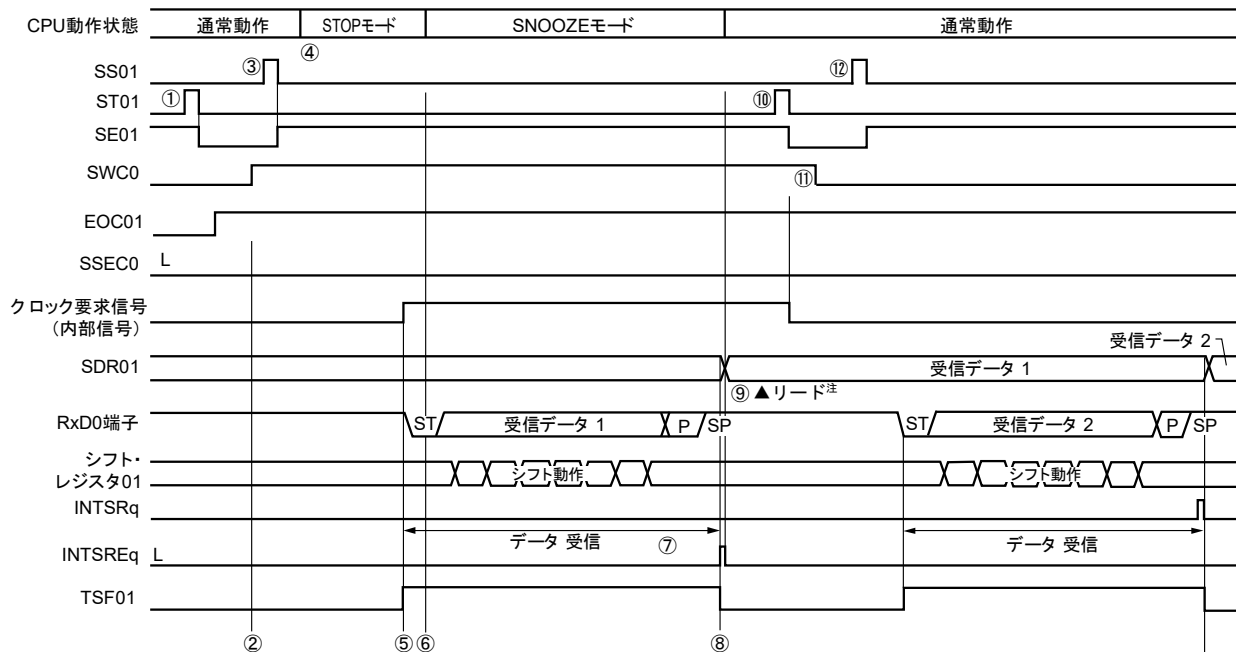 CPU動作状態 通常動作 STOPモード SNOOZEモード 通常動作
④
SS01 ③ ⑫
ST01 ① ⑩
SE01
SWC0 ⑪
EOC01
SSEC0 L
クロック要求信号
(内部信号)
受信データ 2
SDR01 受信データ 1
⑨ ▲リード注
RxD0端子 ST 受信データ 1 P SP ST 受信データ 2 P SP
シフト・
レジスタ01 シフト動作 シフト動作
INTSRq
データ 受信 ⑦ データ 受信
INTSREq L
TSF01
② ⑤ ⑥ ⑧